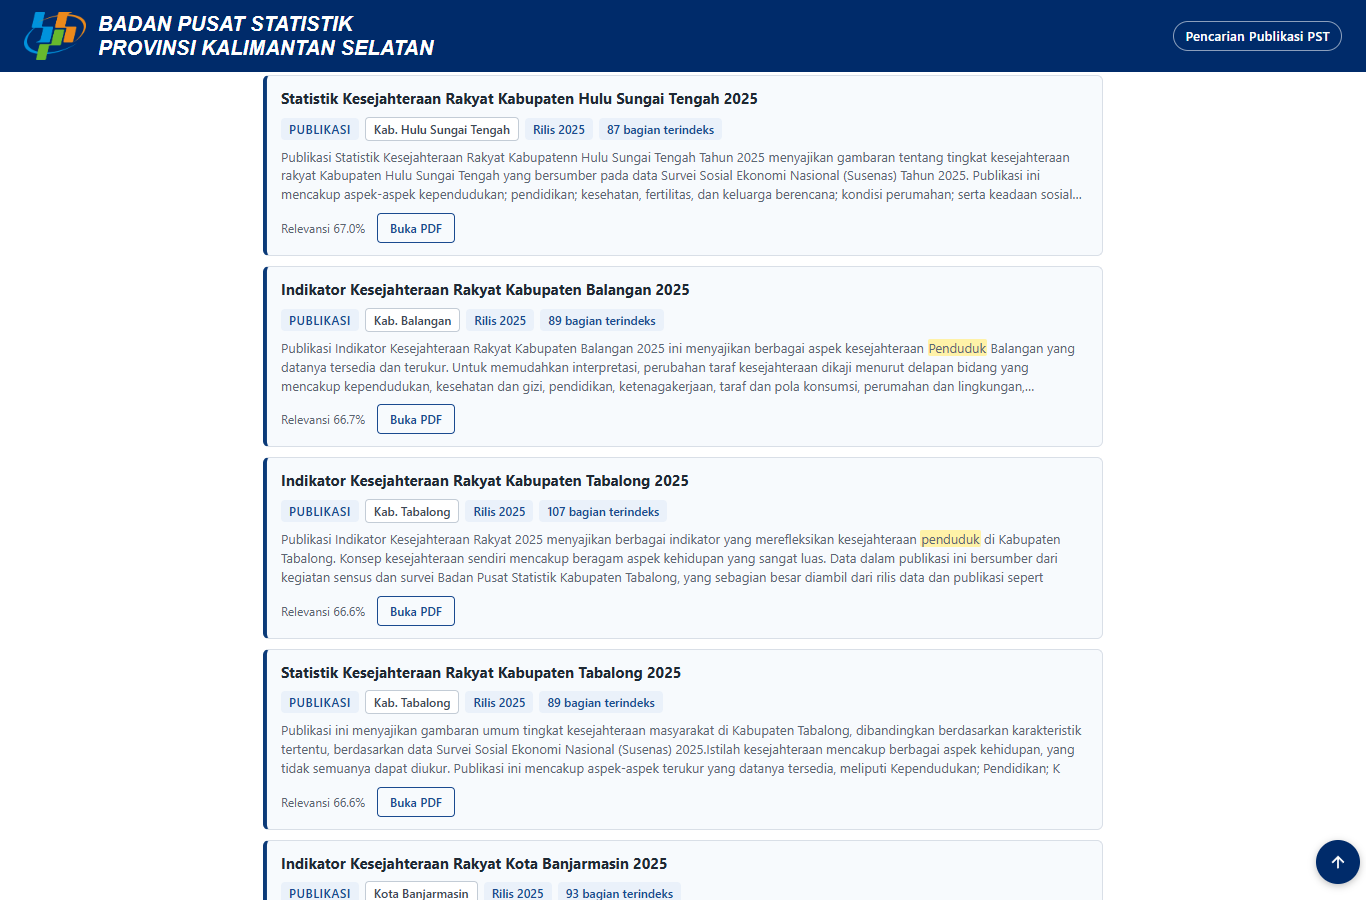 BADAN PUSAT STATISTIK
PROVINSI KALIMANTAN SELATAN
Pencarian Publikasi PST
Statistik Kesejahteraan Rakyat Kabupaten Hulu Sungai Tengah 2025
PUBLIKASI Kab. Hulu Sungai Tengah Rilis 2025 87 bagian terindeks
Publikasi Statistik Kesejahteraan Rakyat Kabupatenn Hulu Sungai Tengah Tahun 2025 menyajikan gambaran tentang tingkat kesejahteraan
rakyat Kabupaten Hulu Sungai Tengah yang bersumber pada data Survei Sosial Ekonomi Nasional (Susenas) Tahun 2025. Publikasi ini
mencakup aspek-aspek kependudukan; pendidikan; kesehatan, fertilitas, dan keluarga berencana; kondisi perumahan; serta keadaan sosial...
Relevansi 67.0% Buka PDF
Indikator Kesejahteraan Rakyat Kabupaten Balangan 2025
PUBLIKASI Kab. Balangan Rilis 2025 89 bagian terindeks
Publikasi Indikator Kesejahteraan Rakyat Kabupaten Balangan 2025 ini menyajikan berbagai aspek kesejahteraan Penduduk Balangan yang
datanya tersedia dan terukur. Untuk memudahkan interpretasi, perubahan taraf kesejahteraan dikaji menurut delapan bidang yang
mencakup kependudukan, kesehatan dan gizi, pendidikan, ketenagakerjaan, taraf dan pola konsumsi, perumahan dan lingkungan,...
Relevansi 66.7% Buka PDF
Indikator Kesejahteraan Rakyat Kabupaten Tabalong 2025
PUBLIKASI Kab. Tabalong Rilis 2025 107 bagian terindeks
Publikasi Indikator Kesejahteraan Rakyat 2025 menyajikan berbagai indikator yang merefleksikan kesejahteraan penduduk di Kabupaten
Tabalong. Konsep kesejahteraan sendiri mencakup beragam aspek kehidupan yang sangat luas. Data dalam publikasi ini bersumber dari
kegiatan sensus dan survei Badan Pusat Statistik Kabupaten Tabalong, yang sebagian besar diambil dari rilis data dan publikasi sepert
Relevansi 66.6% Buka PDF
Statistik Kesejahteraan Rakyat Kabupaten Tabalong 2025
PUBLIKASI Kab. Tabalong Rilis 2025 89 bagian terindeks
Publikasi ini menyajikan gambaran umum tingkat kesejahteraan masyarakat di Kabupaten Tabalong, dibandingkan berdasarkan karakteristik
tertentu, berdasarkan data Survei Sosial Ekonomi Nasional (Susenas) 2025.Istilah kesejahteraan mencakup berbagai aspek kehidupan, yang
tidak semuanya dapat diukur. Publikasi ini mencakup aspek-aspek terukur yang datanya tersedia, meliputi Kependudukan; Pendidikan; K
Relevansi 66.6% Buka PDF
Indikator Kesejahteraan Rakyat Kota Banjarmasin 2025
PUBLIKASI Kota Banjarmasin Rilis 2025 93 bagian terindeks